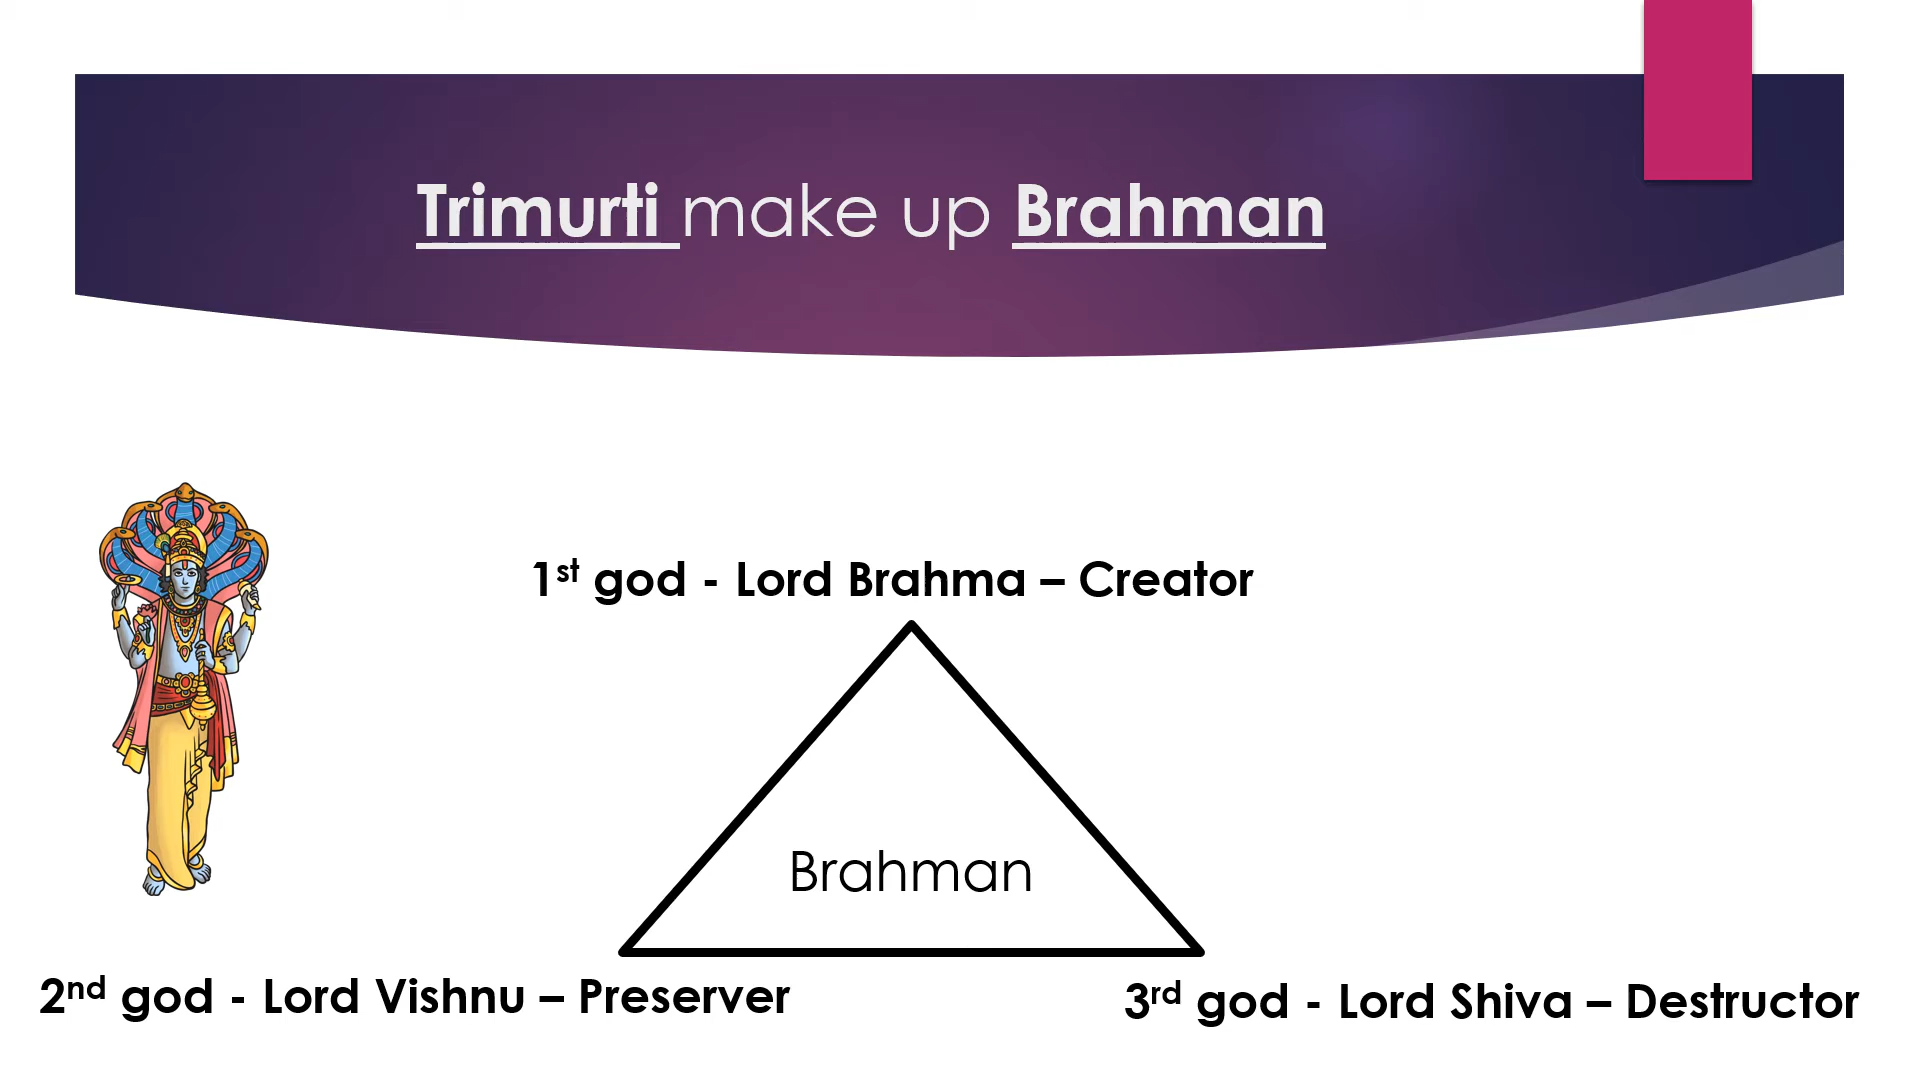 Trimurti make up Brahman
1st god - Lord Brahma – Creator
Brahman
2nd god - Lord Vishnu – Preserver
3rd god - Lord Shiva – Destructor